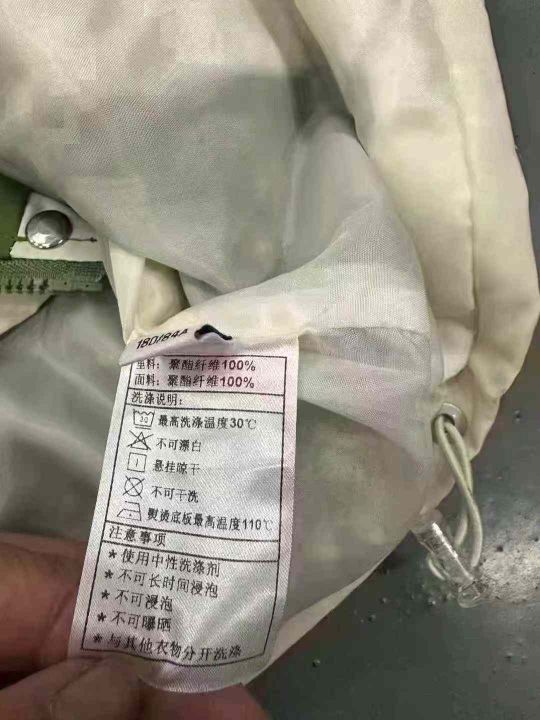 180/84A
里料：聚酯纤维100%
面料：聚酯纤维100%
洗涤说明：
30 最高洗涤温度30℃
不可漂白
悬挂晾干
不可干洗
熨烫底板最高温度110℃
注意事项
★使用中性洗涤剂
★不可长时间浸泡
★不可浸泡
★不可曝晒
★与其他衣物分开洗涤